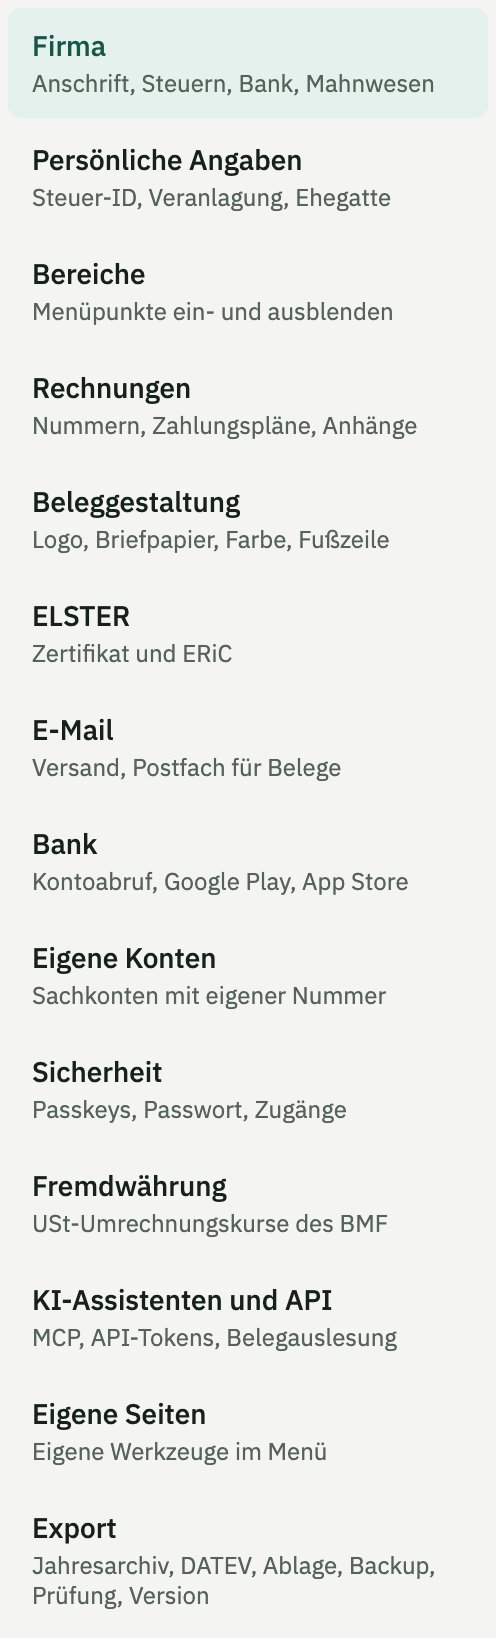 Firma
Anschrift, Steuern, Bank, Mahnwesen
Persönliche Angaben
Steuer-ID, Veranlagung, Ehegatte
Bereiche
Menüpunkte ein- und ausblenden
Rechnungen
Nummern, Zahlungspläne, Anhänge
Beleggestaltung
Logo, Briefpapier, Farbe, Fußzeile
ELSTER
Zertifikat und ERiC
E-Mail
Versand, Postfach für Belege
Bank
Kontoabruf, Google Play, App Store
Eigene Konten
Sachkonten mit eigener Nummer
Sicherheit
Passkeys, Passwort, Zugänge
Fremdwährung
USt-Umrechnungskurse des BMF
KI-Assistenten und API
MCP, API-Tokens, Belegauslesung
Eigene Seiten
Eigene Werkzeuge im Menü
Export
Jahresarchiv, DATEV, Ablage, Backup,
Prüfung, Version